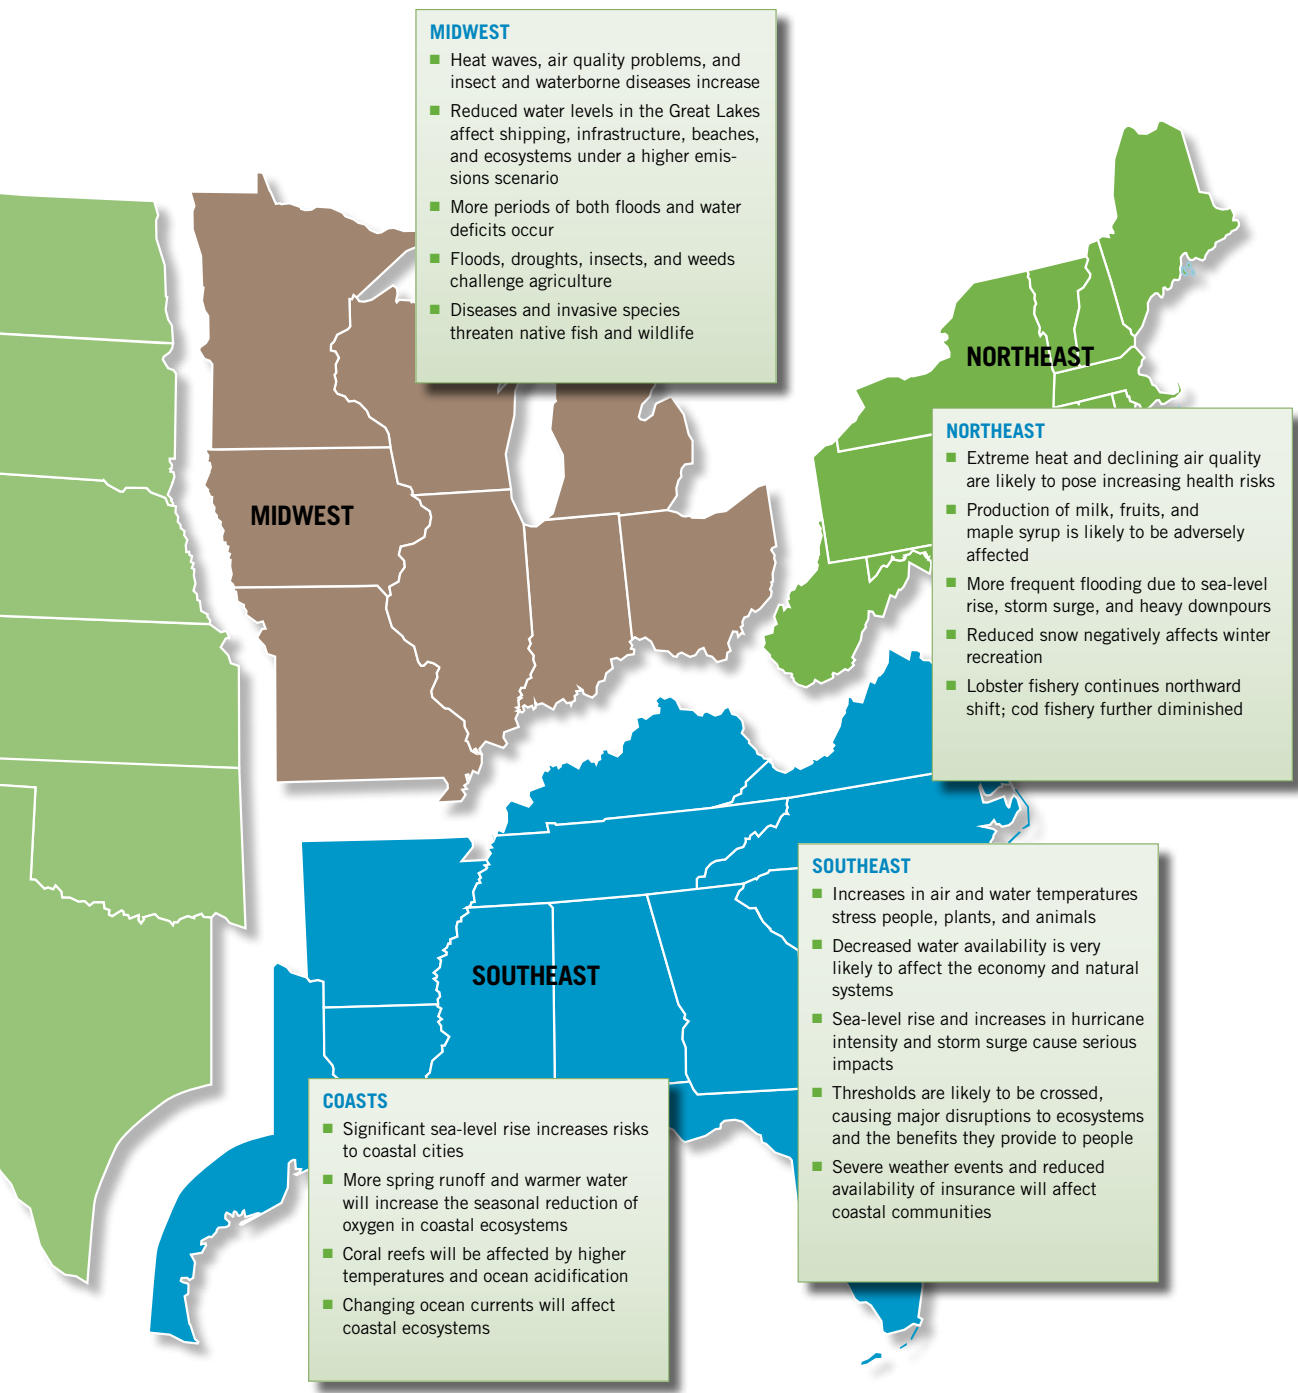 MIDWEST
■ Heat waves, air quality problems, and
insect and waterborne diseases increase
■ Reduced water levels in the Great Lakes
affect shipping, infrastructure, beaches,
and ecosystems under a higher emis-
sions scenario
■ More periods of both floods and water
deficits occur
■ Floods, droughts, insects, and weeds
challenge agriculture
■ Diseases and invasive species
threaten native fish and wildlife
NORTHEAST
NORTHEAST
■ Extreme heat and declining air quality
are likely to pose increasing health risks
■ Production of milk, fruits, and
maple syrup is likely to be adversely
affected
■ More frequent flooding due to sea-level
rise, storm surge, and heavy downpours
■ Reduced snow negatively affects winter
recreation
■ Lobster fishery continues northward
shift; cod fishery further diminished
MIDWEST
SOUTHEAST
SOUTHEAST
■ Increases in air and water temperatures
stress people, plants, and animals
■ Decreased water availability is very
likely to affect the economy and natural
systems
■ Sea-level rise and increases in hurricane
intensity and storm surge cause serious
impacts
■ Thresholds are likely to be crossed,
causing major disruptions to ecosystems
and the benefits they provide to people
■ Severe weather events and reduced
availability of insurance will affect
coastal communities
COASTS
■ Significant sea-level rise increases risks
to coastal cities
■ More spring runoff and warmer water
will increase the seasonal reduction of
oxygen in coastal ecosystems
■ Coral reefs will be affected by higher
temperatures and ocean acidification
■ Changing ocean currents will affect
coastal ecosystems